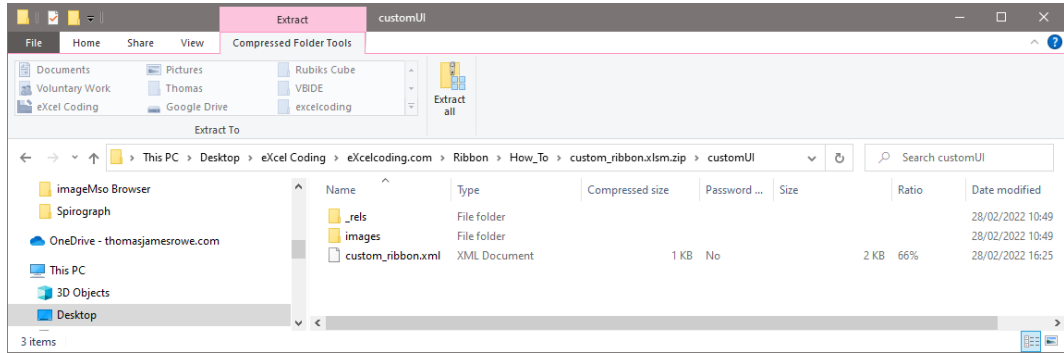 Extract customUI
File Home Share View Compressed Folder Tools
Documents Pictures Rubiks Cube
Voluntary Work Thomas VBIDE
eXcel Coding Google Drive excelcoding
Extract all
Extract To
This PC > Desktop > eXcel Coding > eXcelcoding.com > Ribbon > How_To > custom_ribbon.xlsm.zip > customUI Search customUI
imageMso Browser
Spirograph
OneDrive - thomasjamesrowe.com
This PC
3D Objects
Desktop
Name Type Compressed size Password ... Size Ratio Date modified
_rels File folder 28/02/2022 10:49
images File folder 28/02/2022 10:49
custom_ribbon.xml XML Document 1 KB No 2 KB 66% 28/02/2022 16:25
3 items